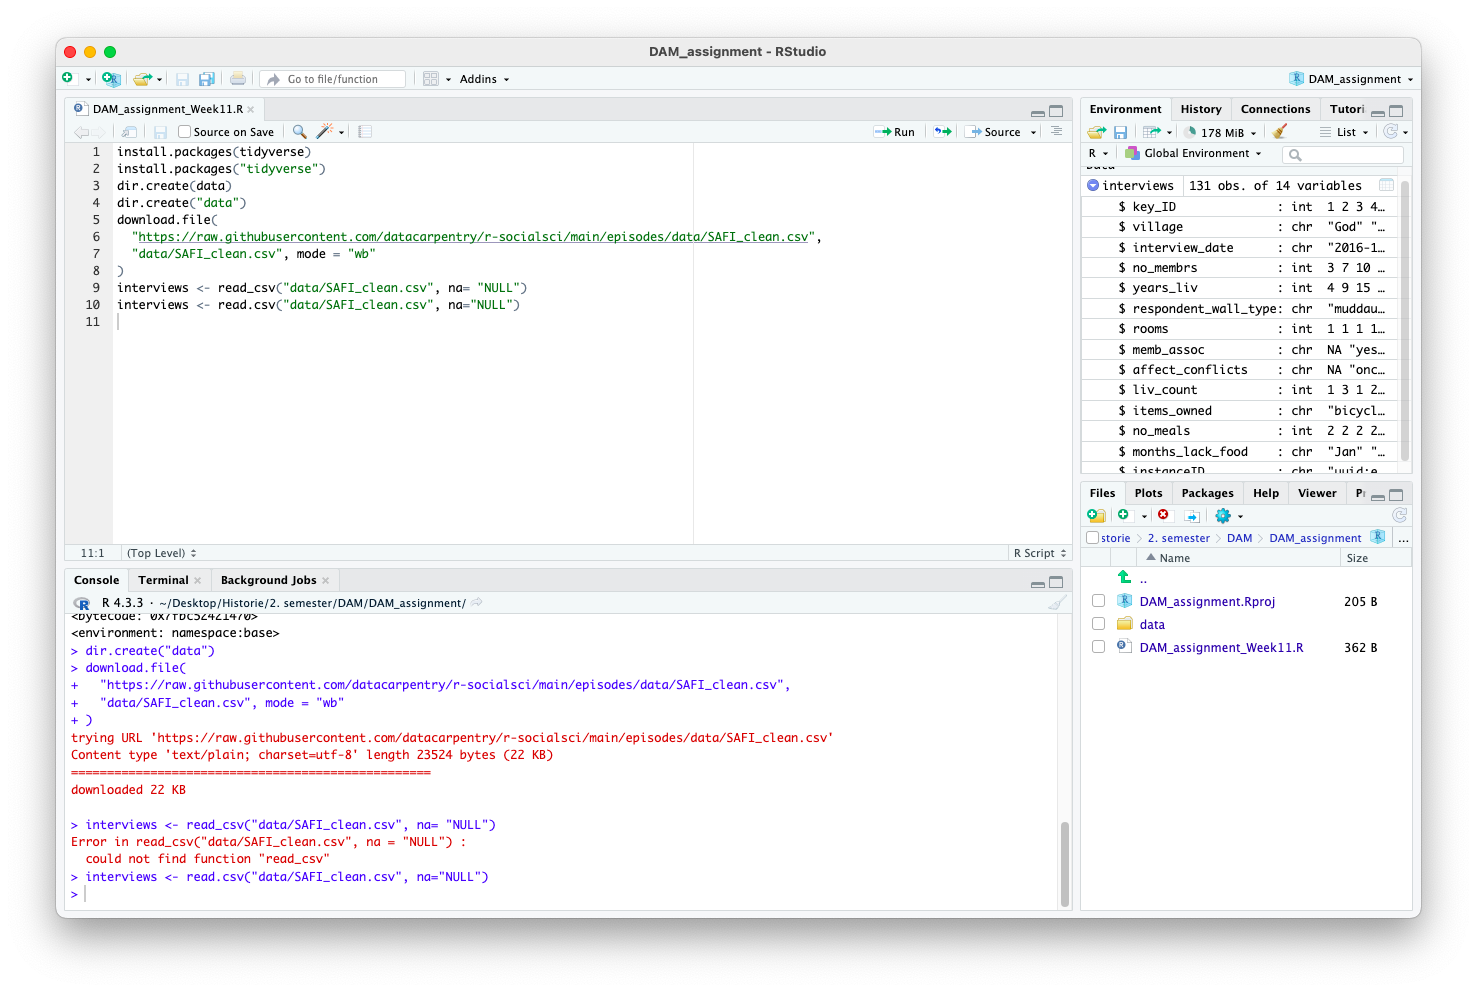 DAM_assignment - RStudio
Go to file/function
Addins
DAM_assignment
DAM_assignment_Week11.R
Source on Save
Run
Source
1 install.packages(tidyverse)
2 install.packages("tidyverse")
3 dir.create(data)
4 dir.create("data")
5 download.file(
6 "https://raw.githubusercontent.com/datacarpentry/r-socialsci/main/episodes/data/SAFI_clean.csv",
7 "data/SAFI_clean.csv", mode = "wb"
8 )
9 interviews <- read_csv("data/SAFI_clean.csv", na= "NULL")
10 interviews <- read.csv("data/SAFI_clean.csv", na="NULL")
11
11:1 (Top Level) R Script
Console Terminal Background Jobs
R 4.3.3 · ~/Desktop/Historie/2. semester/DAM/DAM_assignment/
<bytecode: 0x7fbc52421470>
<environment: namespace:base>
> dir.create("data")
> download.file(
+ "https://raw.githubusercontent.com/datacarpentry/r-socialsci/main/episodes/data/SAFI_clean.csv",
+ "data/SAFI_clean.csv", mode = "wb"
+ )
trying URL 'https://raw.githubusercontent.com/datacarpentry/r-socialsci/main/episodes/data/SAFI_clean.csv'
Content type 'text/plain; charset=utf-8' length 23524 bytes (22 KB)
==================================================
downloaded 22 KB
> interviews <- read_csv("data/SAFI_clean.csv", na= "NULL")
Error in read_csv("data/SAFI_clean.csv", na = "NULL") :
could not find function "read_csv"
> interviews <- read.csv("data/SAFI_clean.csv", na="NULL")
>
Environment History Connections Tutori
178 MiB List
R Global Environment
Data
interviews 131 obs. of 14 variables
$ key_ID : int 1 2 3 4…
$ village : chr "God" "…
$ interview_date : chr "2016-1…
$ no_membrs : int 3 7 10 …
$ years_liv : int 4 9 15 …
$ respondent_wall_type: chr "muddau…
$ rooms : int 1 1 1 1…
$ memb_assoc : chr NA "yes…
$ affect_conflicts : chr NA "onc…
$ liv_count : int 1 3 1 2…
$ items_owned : chr "bicycl…
$ no_meals : int 2 2 2 2…
$ months_lack_food : chr "Jan" "…
$ instanceID : chr "uuid:e…
Files Plots Packages Help Viewer Pr
storie 2. semester DAM DAM_assignment ...
Name Size
..
DAM_assignment.Rproj 205 B
data
DAM_assignment_Week11.R 362 B